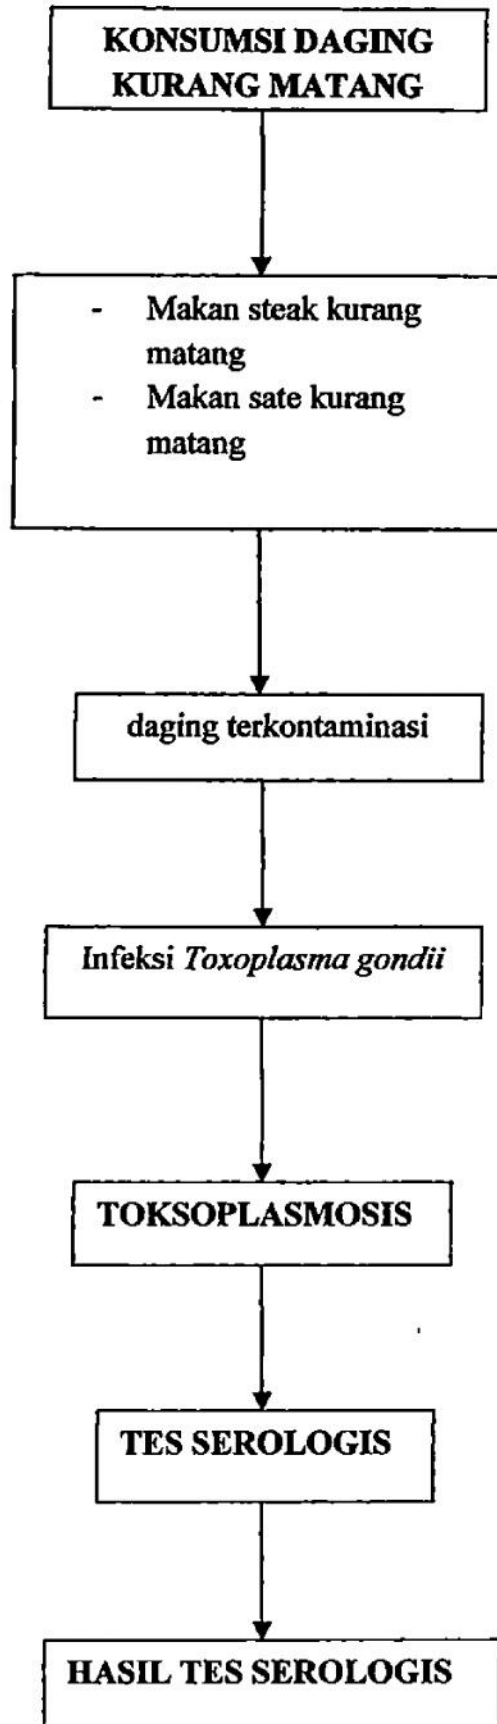 KONSUMSI DAGING
KURANG MATANG
- Makan steak kurang
matang
- Makan sate kurang
matang
daging terkontaminasi
Infeksi Toxoplasma gondii
TOKSOPLASMOSIS
TES SEROLOGIS
HASIL TES SEROLOGIS